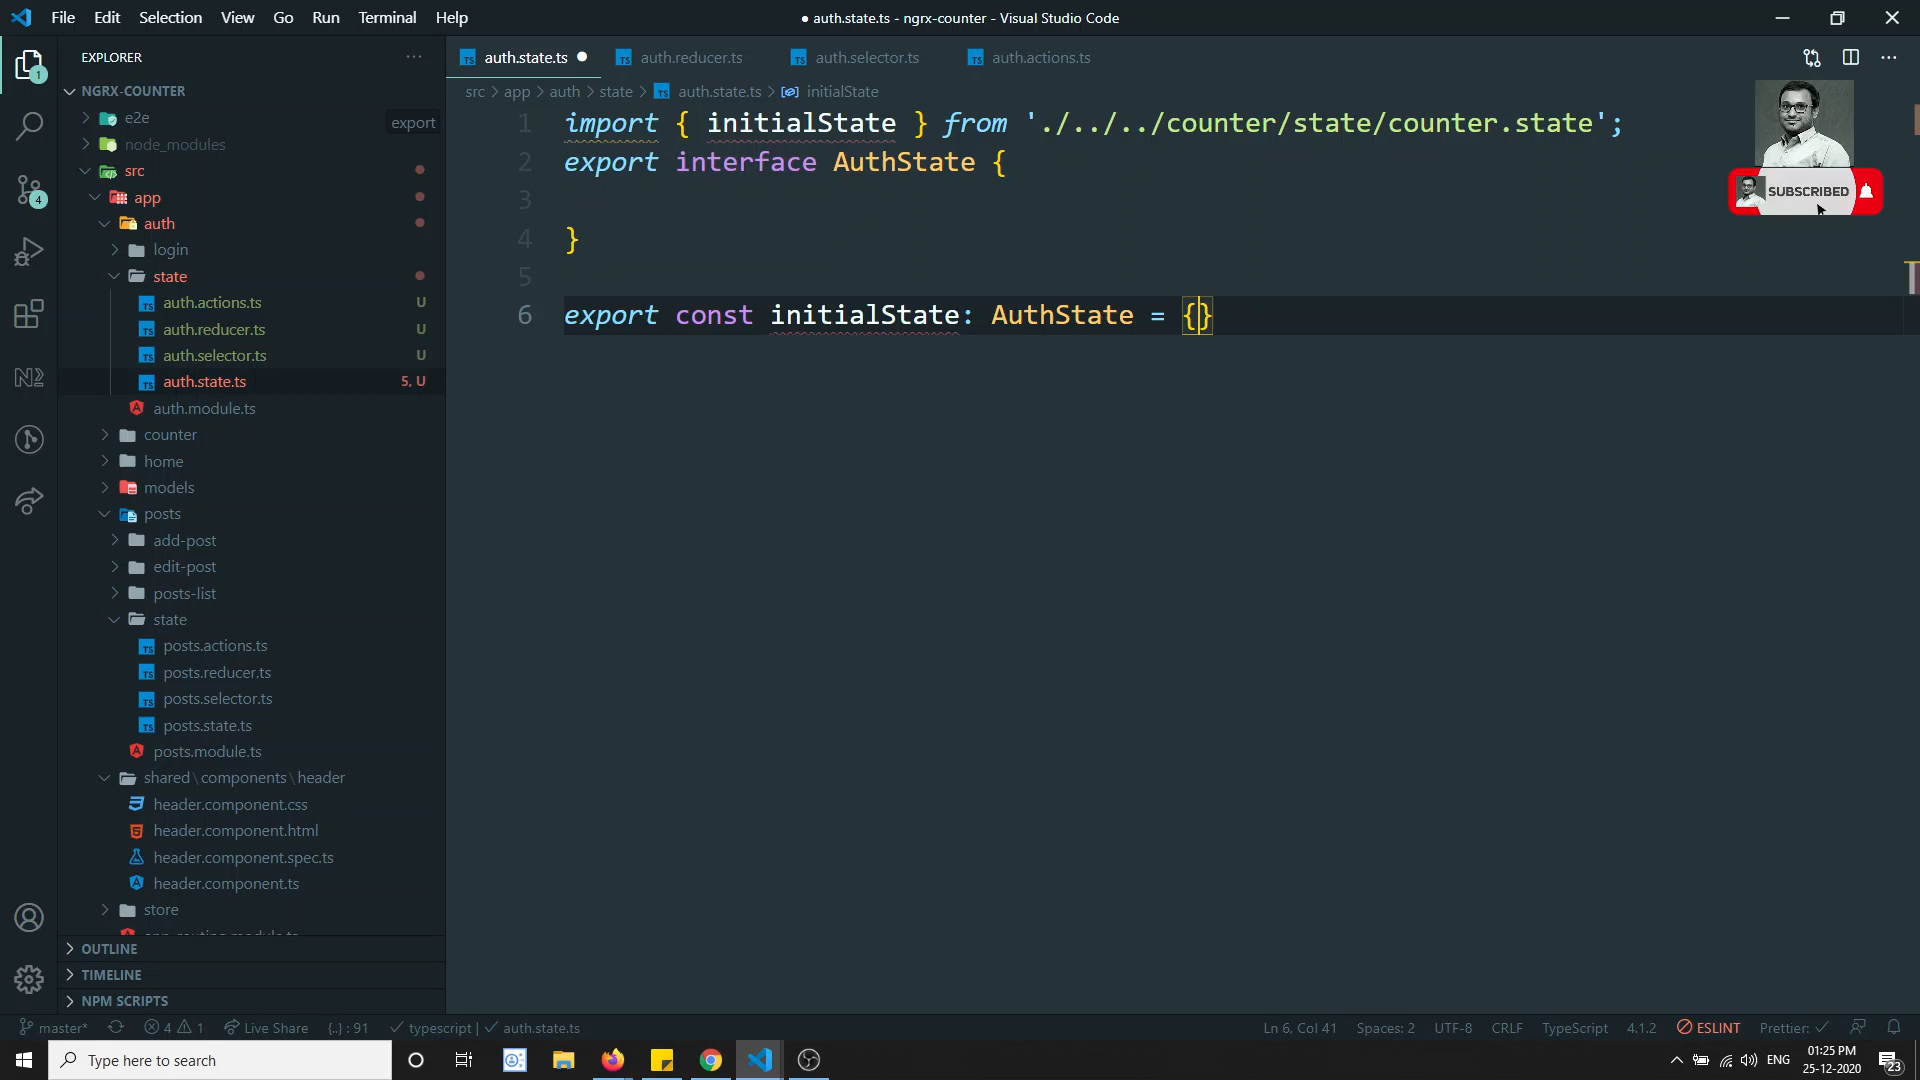 File Edit Selection View Go Run Terminal Help
● auth.state.ts - ngrx-counter - Visual Studio Code
EXPLORER
auth.state.ts
auth.reducer.ts
auth.selector.ts
auth.actions.ts
NGRX-COUNTER
src > app > auth > state > auth.state.ts > initialState
e2e
export
node_modules
src
app
auth
login
state
auth.actions.ts U
auth.reducer.ts U
auth.selector.ts U
auth.state.ts 5, U
auth.module.ts
counter
home
models
posts
add-post
edit-post
posts-list
state
posts.actions.ts
posts.reducer.ts
posts.selector.ts
posts.state.ts
posts.module.ts
shared\components\header
header.component.css
header.component.html
header.component.spec.ts
header.component.ts
store
app-routing.module.ts
OUTLINE
TIMELINE
NPM SCRIPTS
1
4
1 import { initialState } from './../../counter/state/counter.state';
2 export interface AuthState {
3
4 }
5
6 export const initialState: AuthState = {}
SUBSCRIBED
master* 4 1 Live Share {..} : 91 typescript | auth.state.ts
Ln 6, Col 41 Spaces: 2 UTF-8 CRLF TypeScript 4.1.2 ESLINT Prettier: ✓
Type here to search
ENG
01:25 PM
25-12-2020
23